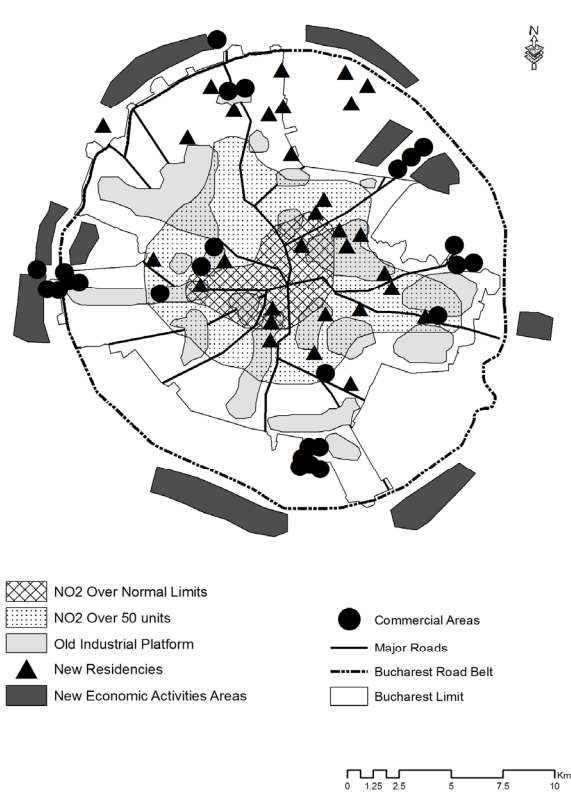 N
NO2 Over Normal Limits
NO2 Over 50 units
Old Industrial Platform
New Residencies
New Economic Activities Areas
Commercial Areas
Major Roads
Bucharest Road Belt
Bucharest Limit
Km
0 1.25 2.5 5 7.5 10